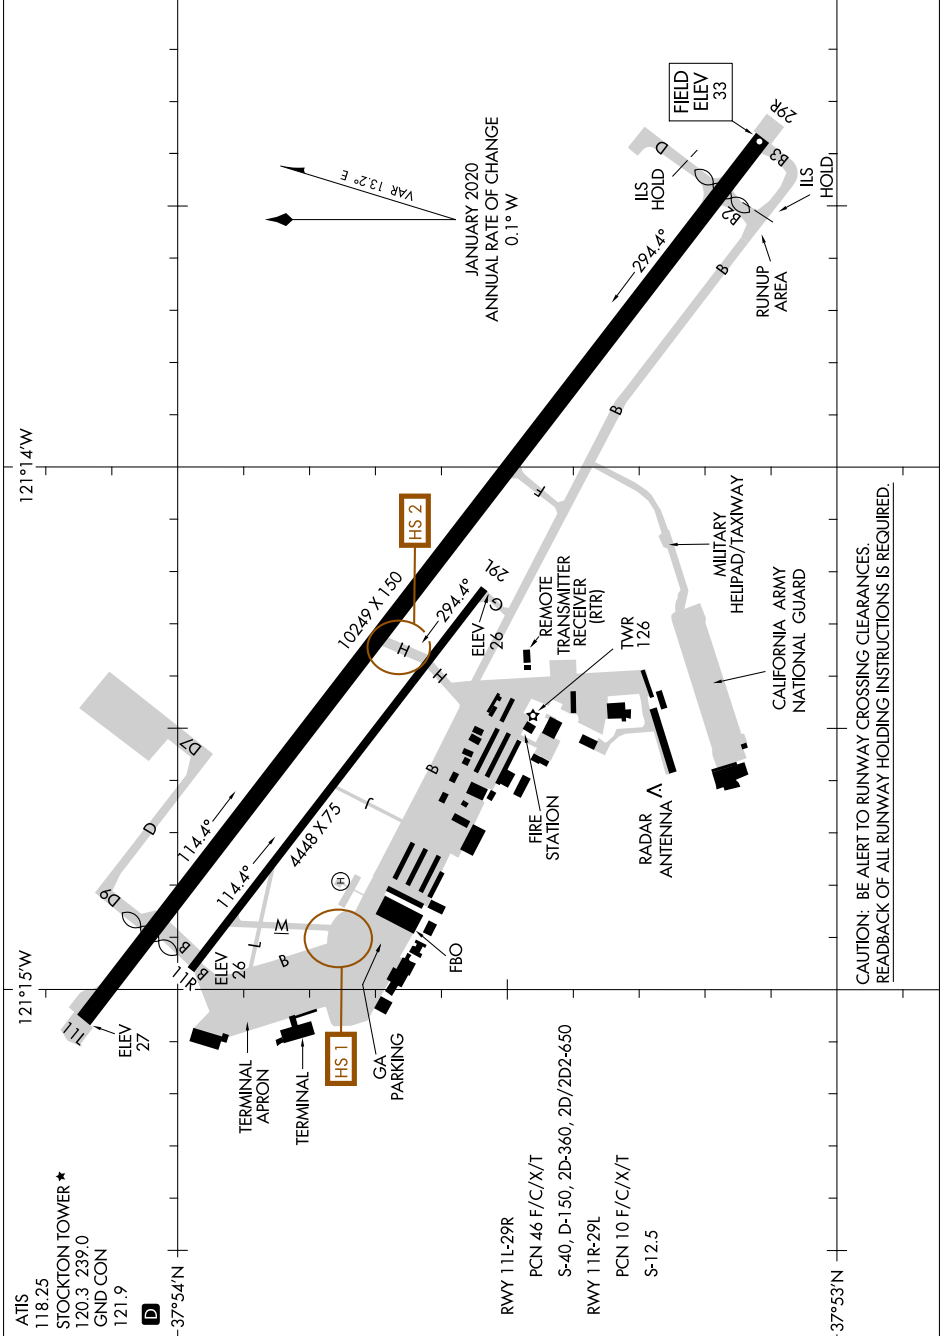 ATIS
118.25
STOCKTON TOWER ★
120.3 239.0
GND CON
121.9
D
37°54'N
37°53'N
121°15'W
121°14'W
JANUARY 2020
ANNUAL RATE OF CHANGE
0.1° W
VAR 13.2° E
FIELD
ELEV
33
29R
B3
D
ILS
HOLD
B2
ILS
HOLD
RUNUP
AREA
B
294.4°
B
F
HS 2
10249 X 150
H
H
294.4°
29L
G
ELEV
26
REMOTE
TRANSMITTER
RECEIVER
(RTR)
TWR
126
MILITARY
HELIPAD/TAXIWAY
CALIFORNIA ARMY
NATIONAL GUARD
D7
D
D9
114.4°
114.4°
4448 X 75
J
B
FIRE
STATION
RADAR
ANTENNA
H
M
L
B
B
B
11R
ELEV
26
11L
ELEV
27
FBO
HS 1
GA
PARKING
TERMINAL
APRON
TERMINAL
RWY 11L-29R
PCN 46 F/C/X/T
S-40, D-150, 2D-360, 2D/2D2-650
RWY 11R-29L
PCN 10 F/C/X/T
S-12.5
CAUTION: BE ALERT TO RUNWAY CROSSING CLEARANCES.
READBACK OF ALL RUNWAY HOLDING INSTRUCTIONS IS REQUIRED.